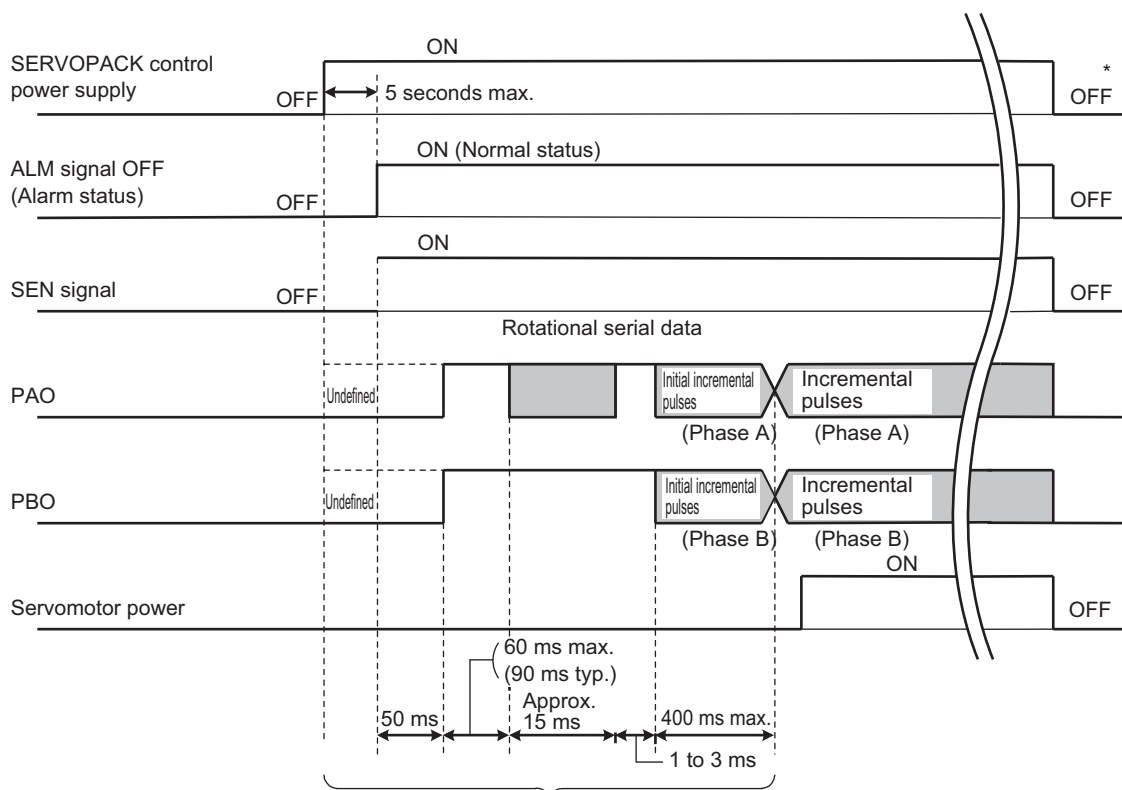 ON
SERVOPACK control
power supply
OFF
5 seconds max.
*
OFF
ALM signal OFF
(Alarm status)
ON (Normal status)
OFF
OFF
ON
SEN signal
OFF
OFF
Rotational serial data
PAO
Undefined
Initial incremental
pulses
Incremental
pulses
(Phase A)
(Phase A)
PBO
Undefined
Initial incremental
pulses
Incremental
pulses
(Phase B)
(Phase B)
ON
Servomotor power
OFF
60 ms max.
(90 ms typ.)
Approx.
50 ms
15 ms
400 ms max.
1 to 3 ms